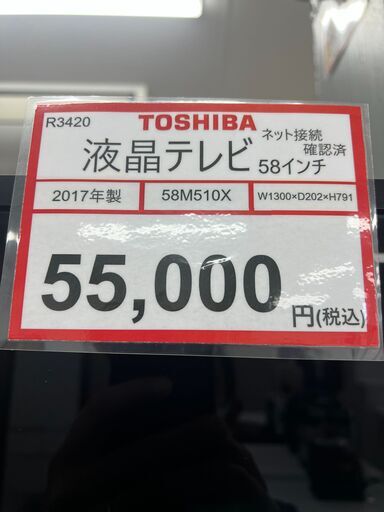 R3420 TOSHIBA ネット接続
確認済
液晶テレビ 58インチ
2017年製 58M510X W1300×D202×H791
55,000 円(税込)